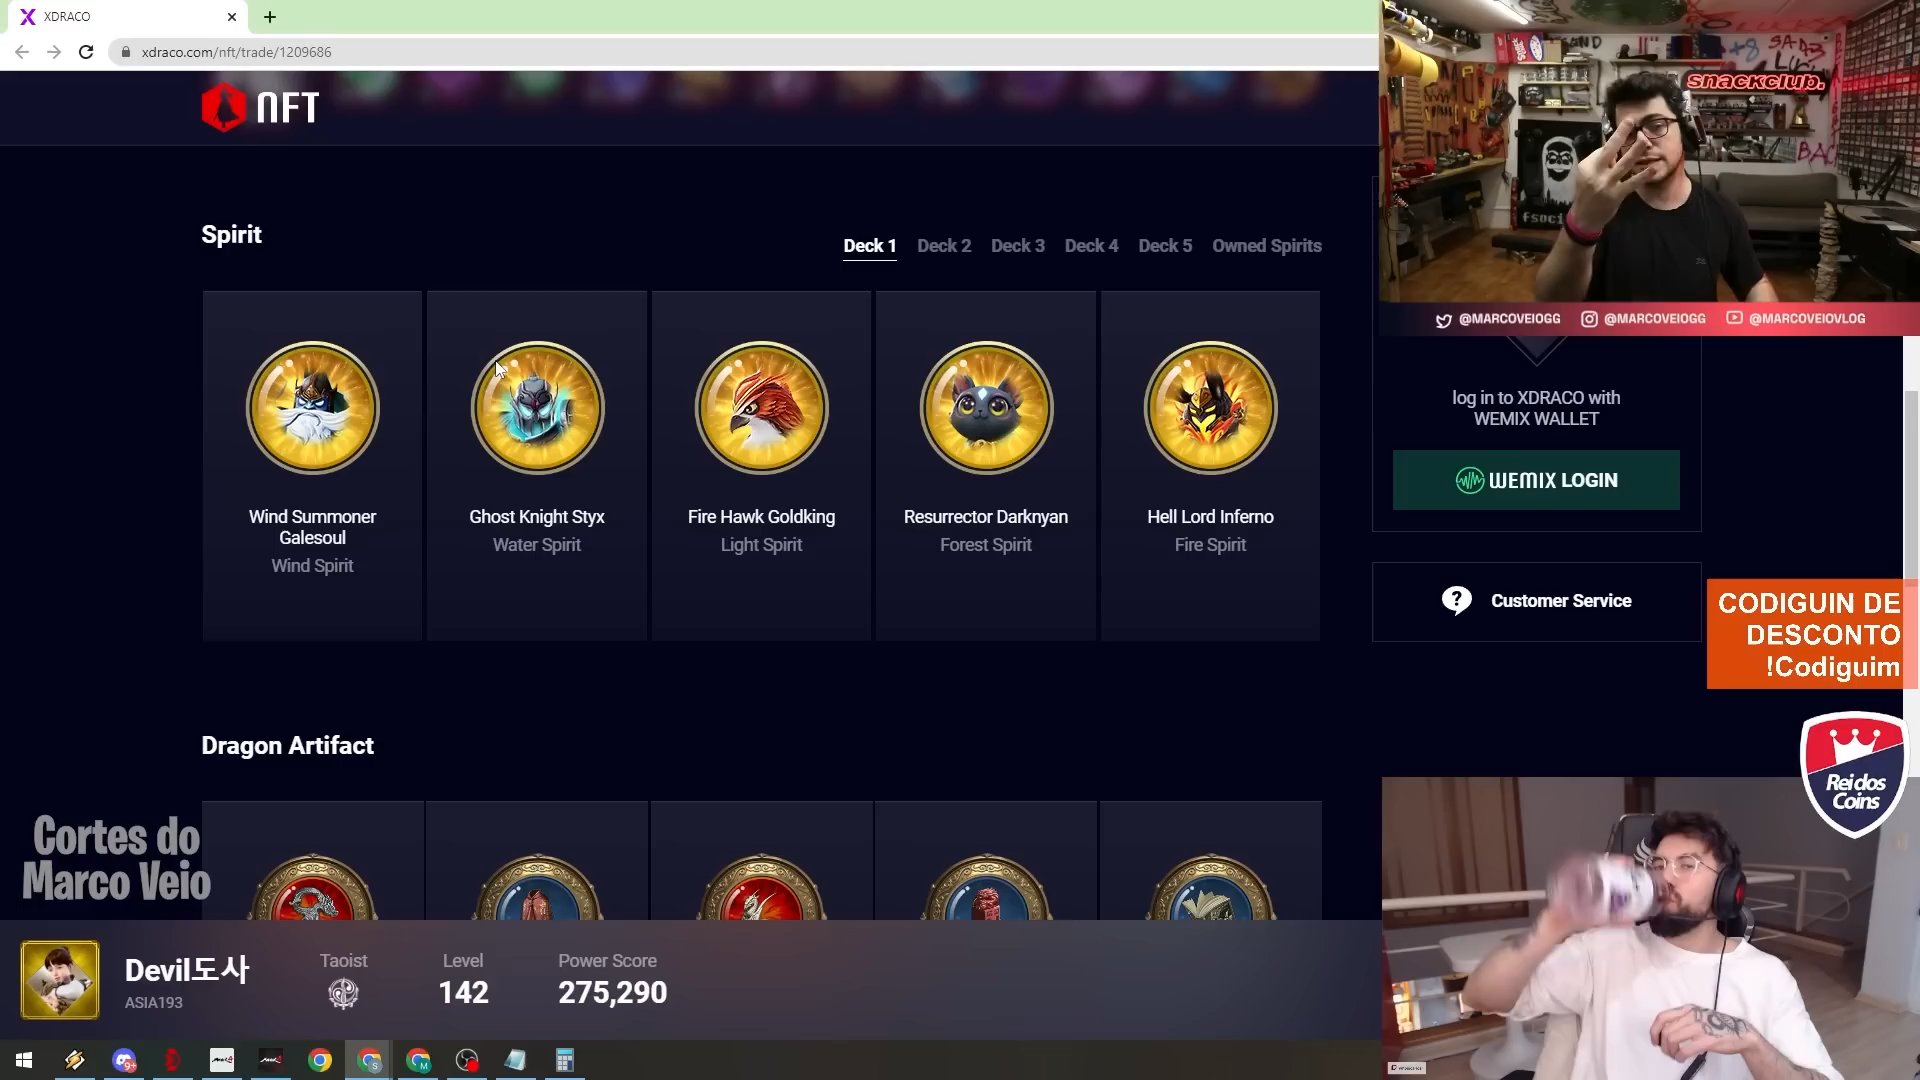 XDRACO
xdraco.com/nft/trade/1209686
NFT
Spirit
Deck 1
Deck 2
Deck 3
Deck 4
Deck 5
Owned Spirits
Wind Summoner
Galesoul
Wind Spirit
Ghost Knight Styx
Water Spirit
Fire Hawk Goldking
Light Spirit
Resurrector Darknyan
Forest Spirit
Hell Lord Inferno
Fire Spirit
Dragon Artifact
snackclub.
@MARCOVEIOGG
@MARCOVEIOGG
@MARCOVEIOVLOG
log in to XDRACO with
WEMIX WALLET
WEMIX LOGIN
Customer Service
CODIGUIN DE
DESCONTO
!Codiguim
Rei dos
Coins
Cortes do
Marco Veio
Devil도사
ASIA193
Taoist
Level
142
Power Score
275,290